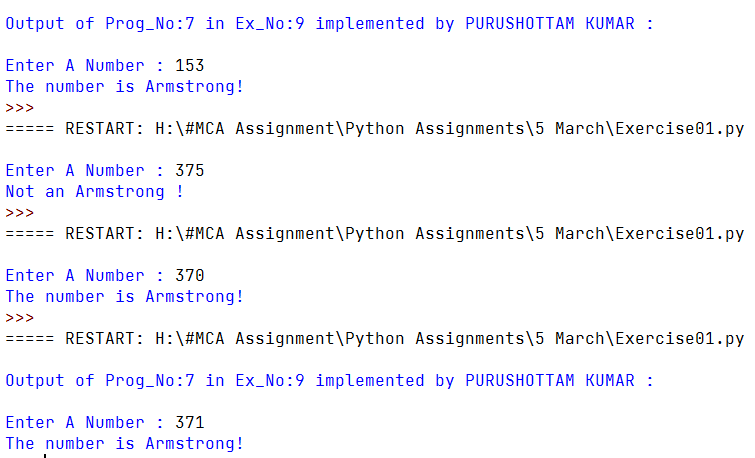 Output of Prog_No:7 in Ex_No:9 implemented by PURUSHOTTAM KUMAR :
Enter A Number : 153
The number is Armstrong!
>>>
===== RESTART: H:\#MCA Assignment\Python Assignments\5 March\Exercise01.py
Enter A Number : 375
Not an Armstrong !
>>>
===== RESTART: H:\#MCA Assignment\Python Assignments\5 March\Exercise01.py
Enter A Number : 370
The number is Armstrong!
>>>
===== RESTART: H:\#MCA Assignment\Python Assignments\5 March\Exercise01.py
Output of Prog_No:7 in Ex_No:9 implemented by PURUSHOTTAM KUMAR :
Enter A Number : 371
The number is Armstrong!